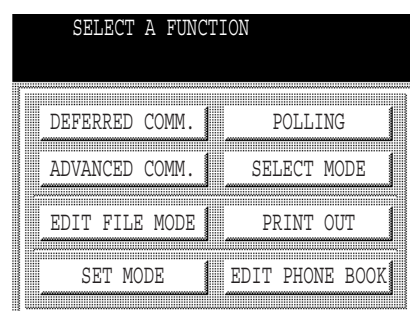 SELECT A FUNCTION
DEFERRED COMM. POLLING
ADVANCED COMM. SELECT MODE
EDIT FILE MODE PRINT OUT
SET MODE EDIT PHONE BOOK